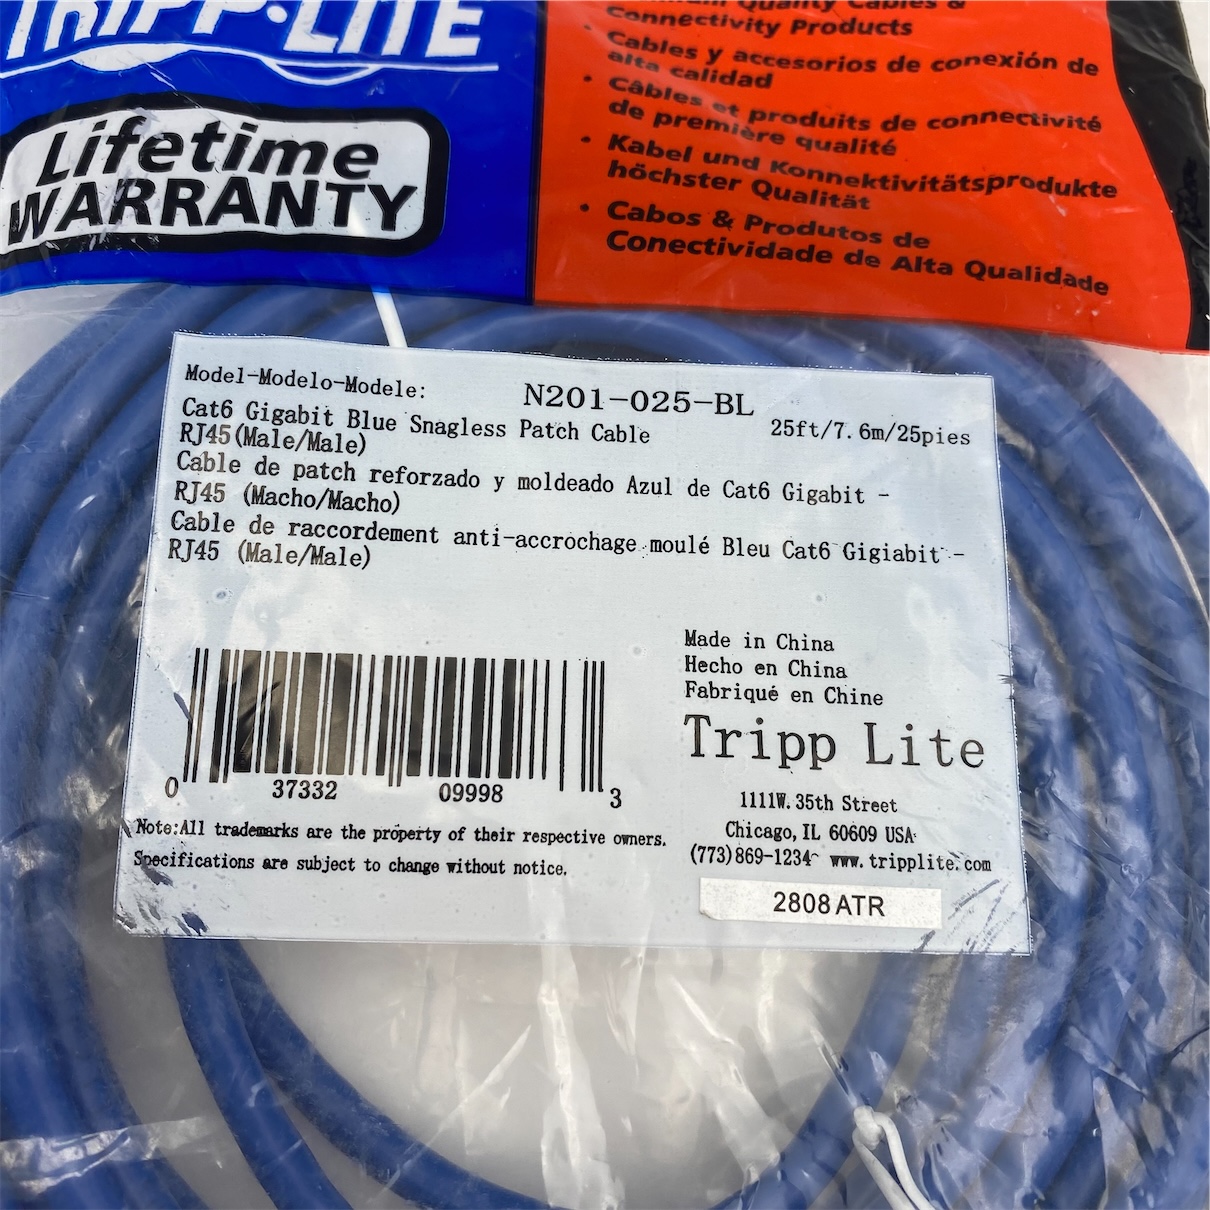 TRIPP·LITE
Lifetime
WARRANTY
Quality Cables &
Connectivity Products
• Cables y accesorios de conexión de
alta calidad
• Câbles et produits de connectivité
de première qualité
• Kabel und Konnektivitätsprodukte
höchster Qualität
• Cabos & Produtos de
Conectividade de Alta Qualidade
Model-Modelo-Modele: N201-025-BL
Cat6 Gigabit Blue Snagless Patch Cable 25ft/7.6m/25pies
RJ45(Male/Male)
Cable de patch reforzado y moldeado Azul de Cat6 Gigabit -
RJ45 (Macho/Macho)
Cable de raccordement anti-accrochage moulé Bleu Cat6 Gigiabit -
RJ45 (Male/Male)
Made in China
Hecho en China
Fabriqué en Chine
Tripp Lite
0 37332 09998 3
1111W. 35th Street
Chicago, IL 60609 USA
(773)869-1234 www.tripplite.com
Note:All trademarks are the property of their respective owners.
Specifications are subject to change without notice.
2808 ATR